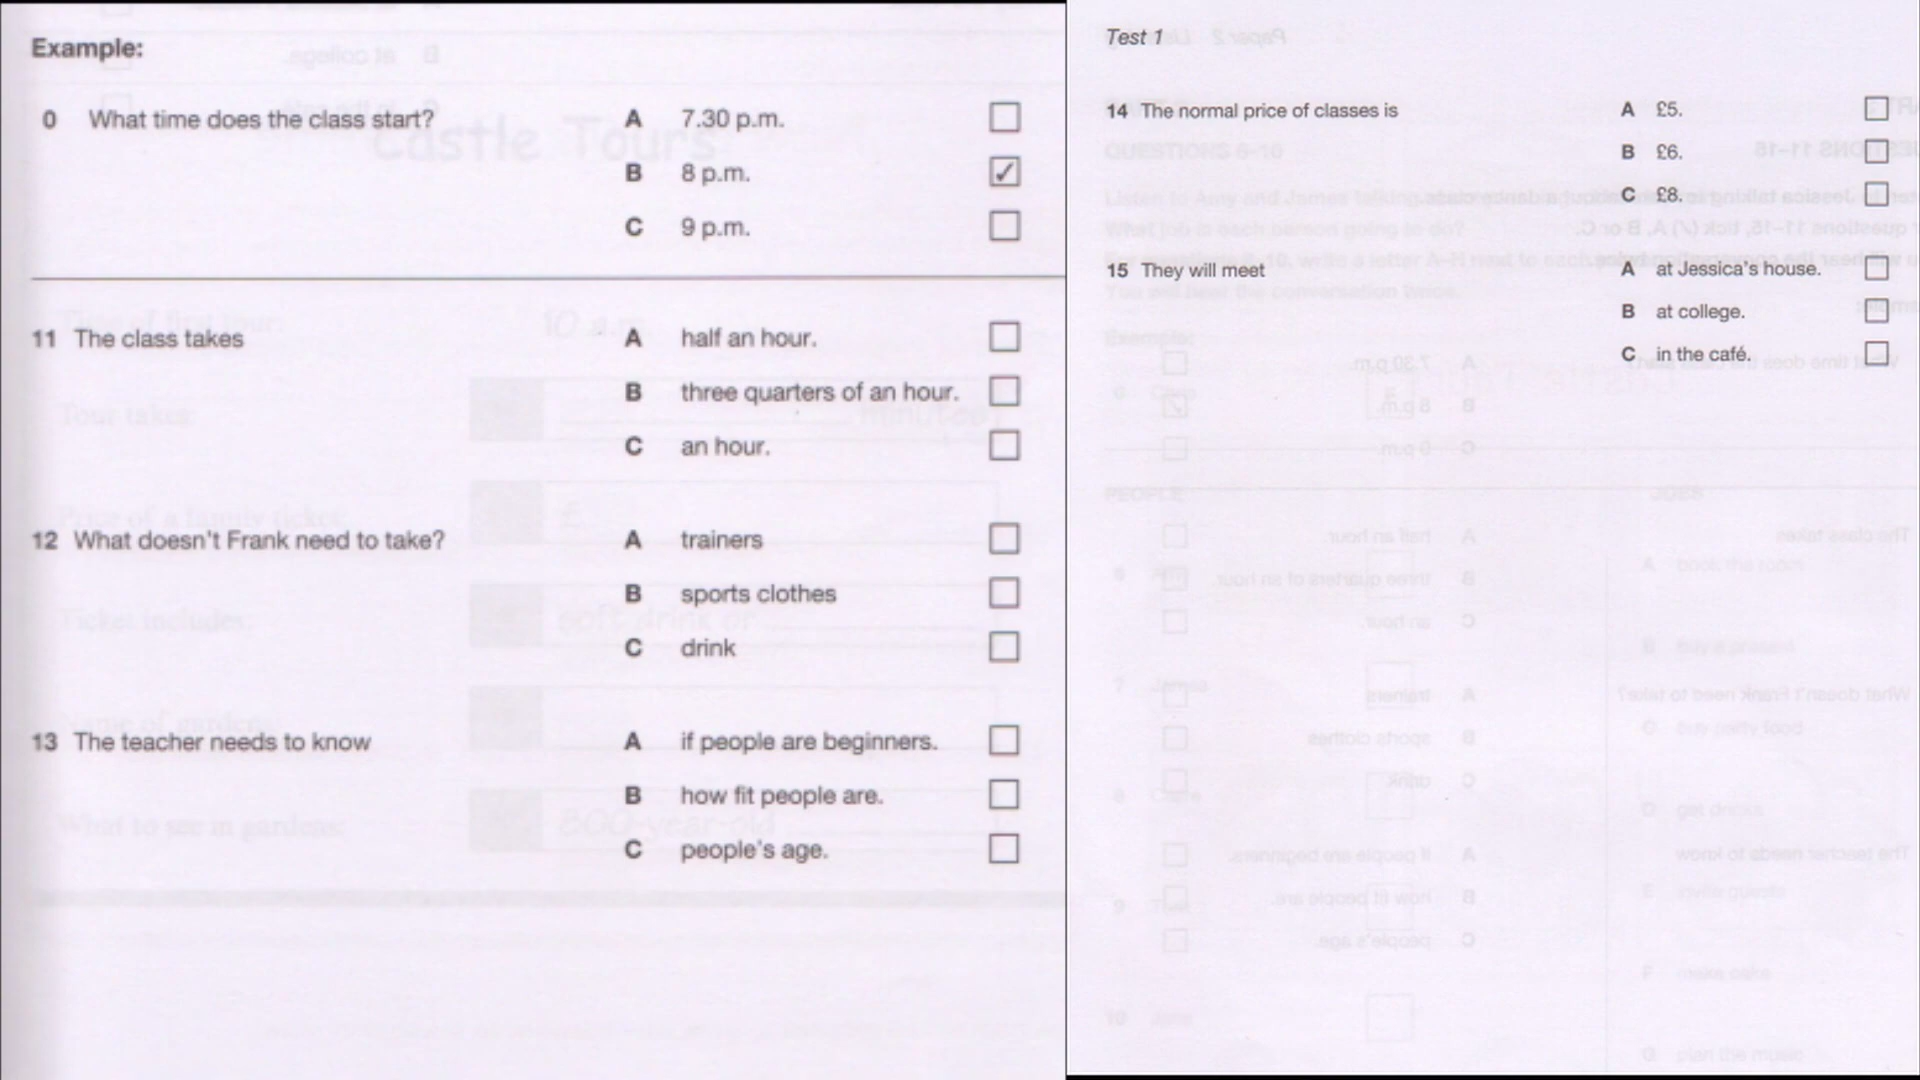 Example:
0 What time does the class start? A 7.30 p.m.
B 8 p.m. ✓
C 9 p.m.
11 The class takes A half an hour.
B three quarters of an hour.
C an hour.
12 What doesn't Frank need to take? A trainers
B sports clothes
C drink
13 The teacher needs to know A if people are beginners.
B how fit people are.
C people's age.
Test 1
14 The normal price of classes is A £5.
B £6.
C £8.
15 They will meet A at Jessica's house.
B at college.
C in the café.